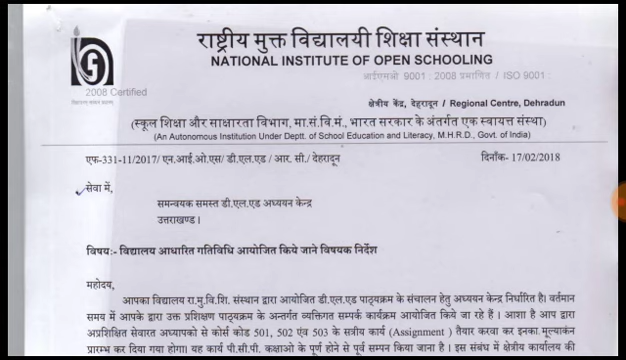 राष्ट्रीय मुक्त विद्यालयी शिक्षा संस्थान
NATIONAL INSTITUTE OF OPEN SCHOOLING
आईएसओ 9001 : 2008 प्रमाणित / ISO 9001 :
2008 Certified
क्षेत्रीय केंद्र, देहरादून / Regional Centre, Dehradun
(स्कूल शिक्षा और साक्षरता विभाग, मा.सं.वि.मं., भारत सरकार के अंतर्गत एक स्वायत्त संस्था)
(An Autonomous Institution Under Deptt. of School Education and Literacy, M.H.R.D., Govt. of India)
एफ-331-11/2017/ एन.आई.ओ.एस/ डी.एल.एड / आर. सी./ देहरादून दिनाँक- 17/02/2018
सेवा में,
समन्वयक समस्त डी.एल.एड अध्ययन केन्द्र
उत्तराखण्ड।
विषय:- विद्यालय आधारित गतिविधि आयोजित किये जाने विषयक निर्देश
महोदय,
आपका विद्यालय रा.मु.वि.शि. संस्थान द्वारा आयोजित डी.एल.एड पाठ्यक्रम के संचालन हेतु अध्ययन केन्द्र निर्धारित है। वर्तमान
समय में आपके द्वारा उक्त प्रशिक्षण पाठ्यक्रम के अन्तर्गत व्यक्तिगत सम्पर्क कार्यक्रम आयोजित किये जा रहे हैं । आशा है आप द्वारा
अप्रशिक्षित सेवारत अध्यापको से कोर्स कोड 501, 502 एंव 503 के सत्रीय कार्य (Assignment ) तैयार करवा कर इनका मूल्याकंन
प्रारम्भ कर दिया गया होगा। यह कार्य पी.सी.पी. कक्षाओ के पूर्ण होने से पूर्व सम्पन किया जाना है । इस संबंध में क्षेत्रीय कार्यालय की